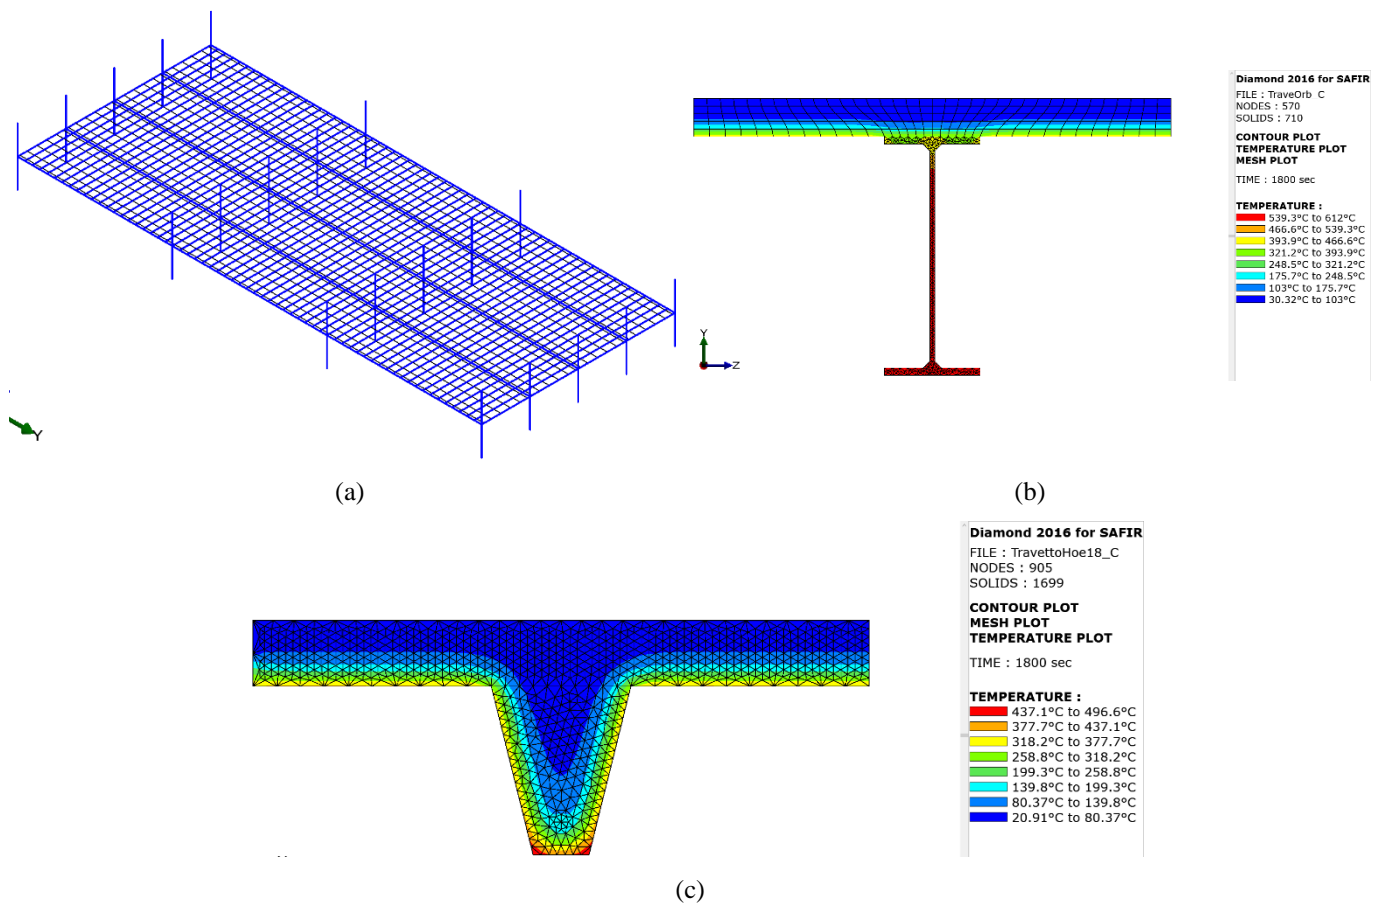 Y
(a)
Y
Z
Diamond 2016 for SAFIR
FILE : TraveOrb_C
NODES : 570
SOLIDS : 710
CONTOUR PLOT
TEMPERATURE PLOT
MESH PLOT
TIME : 1800 sec
TEMPERATURE :
539.3°C to 612°C
466.6°C to 539.3°C
393.9°C to 466.6°C
321.2°C to 393.9°C
248.5°C to 321.2°C
175.7°C to 248.5°C
103°C to 175.7°C
30.32°C to 103°C
(b)
Diamond 2016 for SAFIR
FILE : TravettoHoe18_C
NODES : 905
SOLIDS : 1699
CONTOUR PLOT
MESH PLOT
TEMPERATURE PLOT
TIME : 1800 sec
TEMPERATURE :
437.1°C to 496.6°C
377.7°C to 437.1°C
318.2°C to 377.7°C
258.8°C to 318.2°C
199.3°C to 258.8°C
139.8°C to 199.3°C
80.37°C to 139.8°C
20.91°C to 80.37°C
(c)